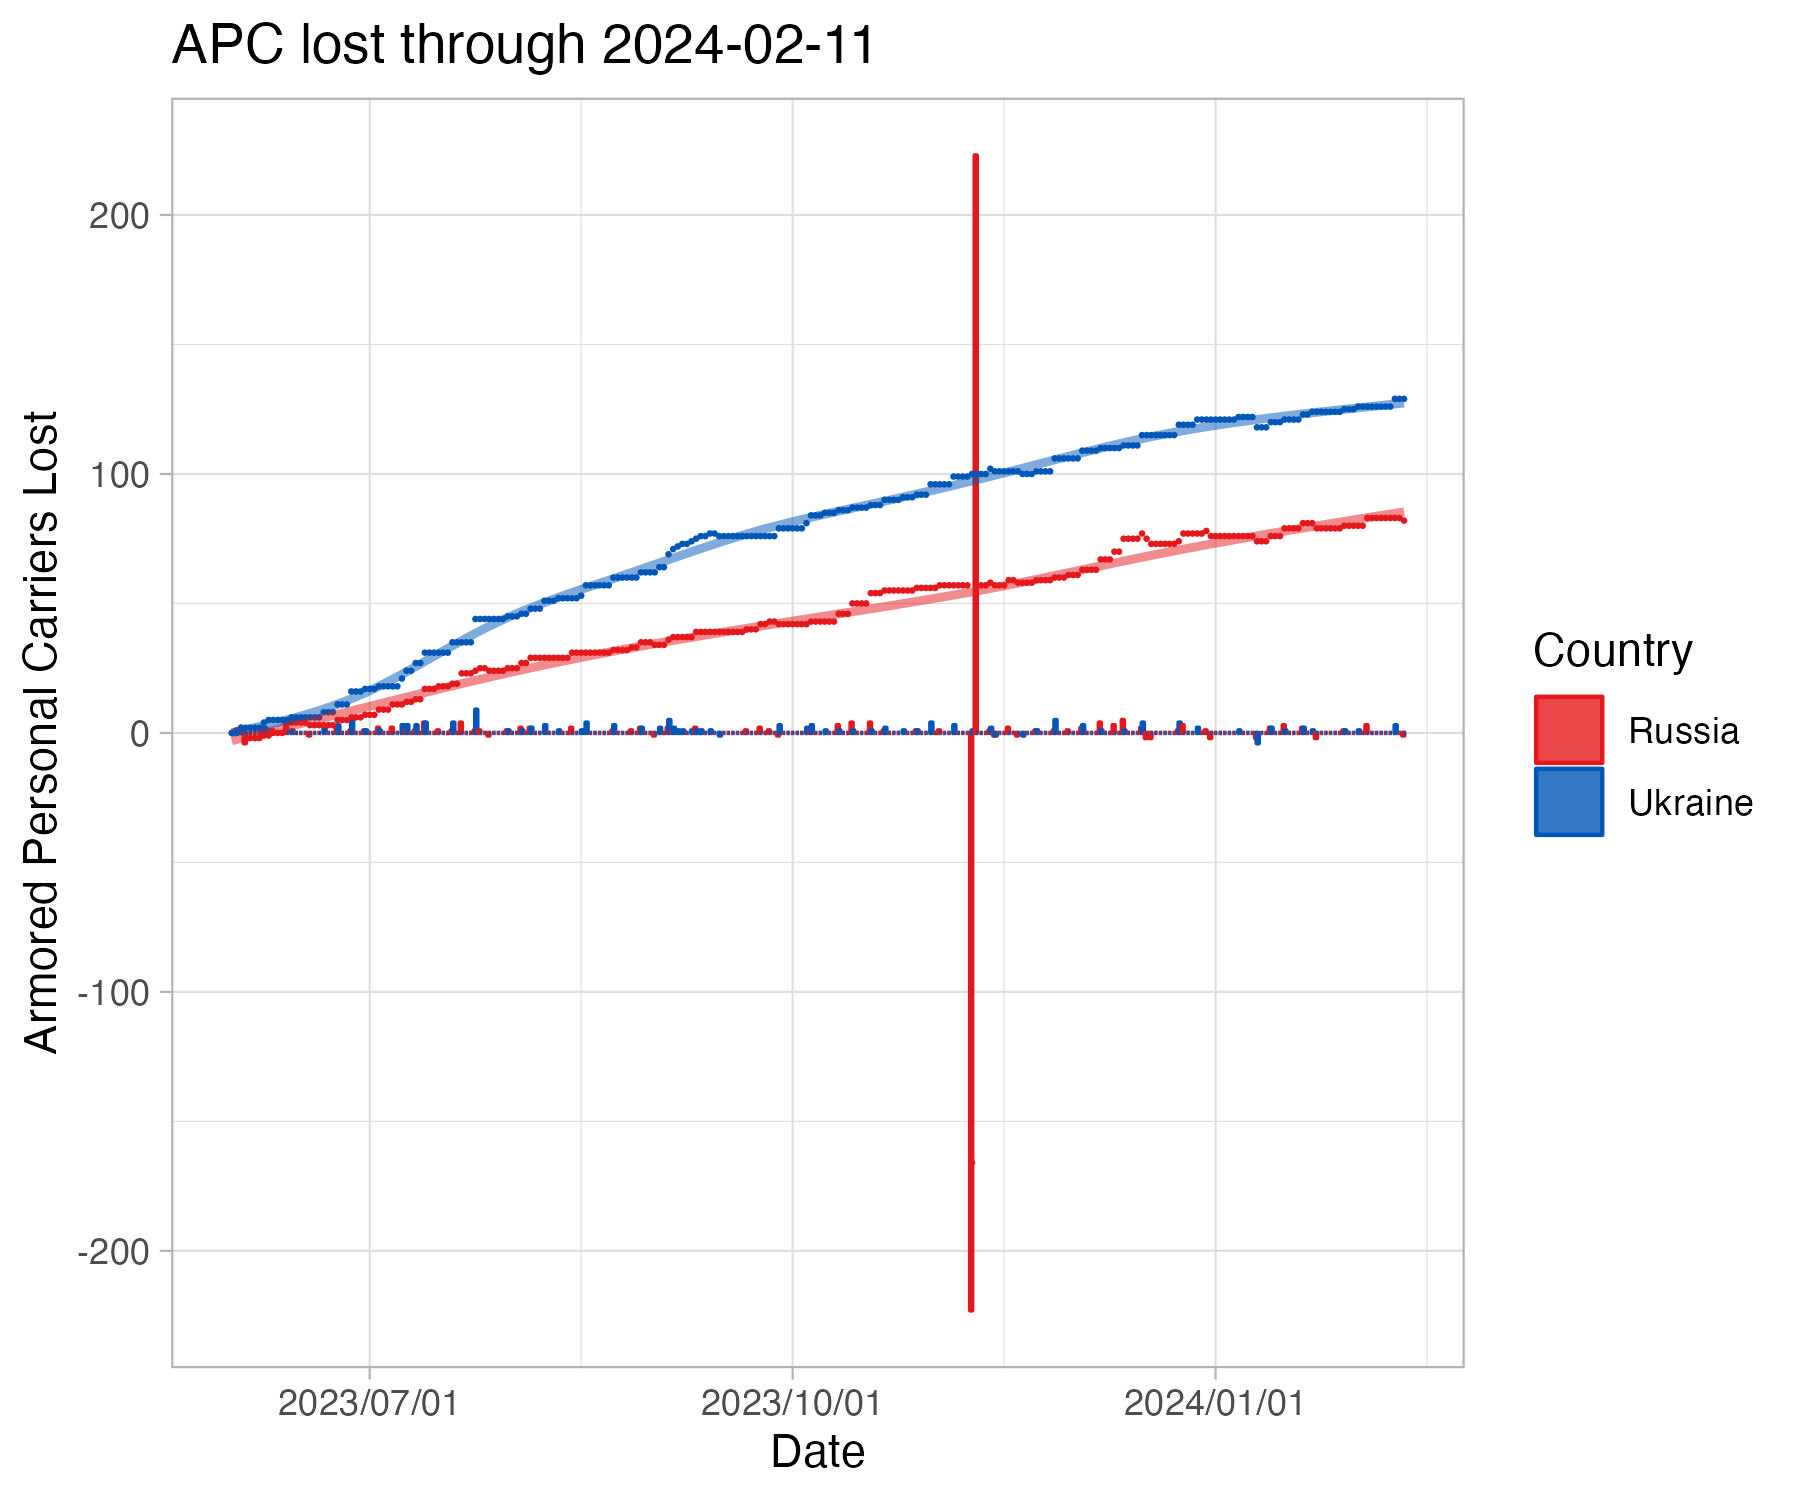 APC lost through 2024-02-11
Armored Personal Carriers Lost
200
100
0
-100
-200
2023/07/01
2023/10/01
2024/01/01
Date
Country
Russia
Ukraine